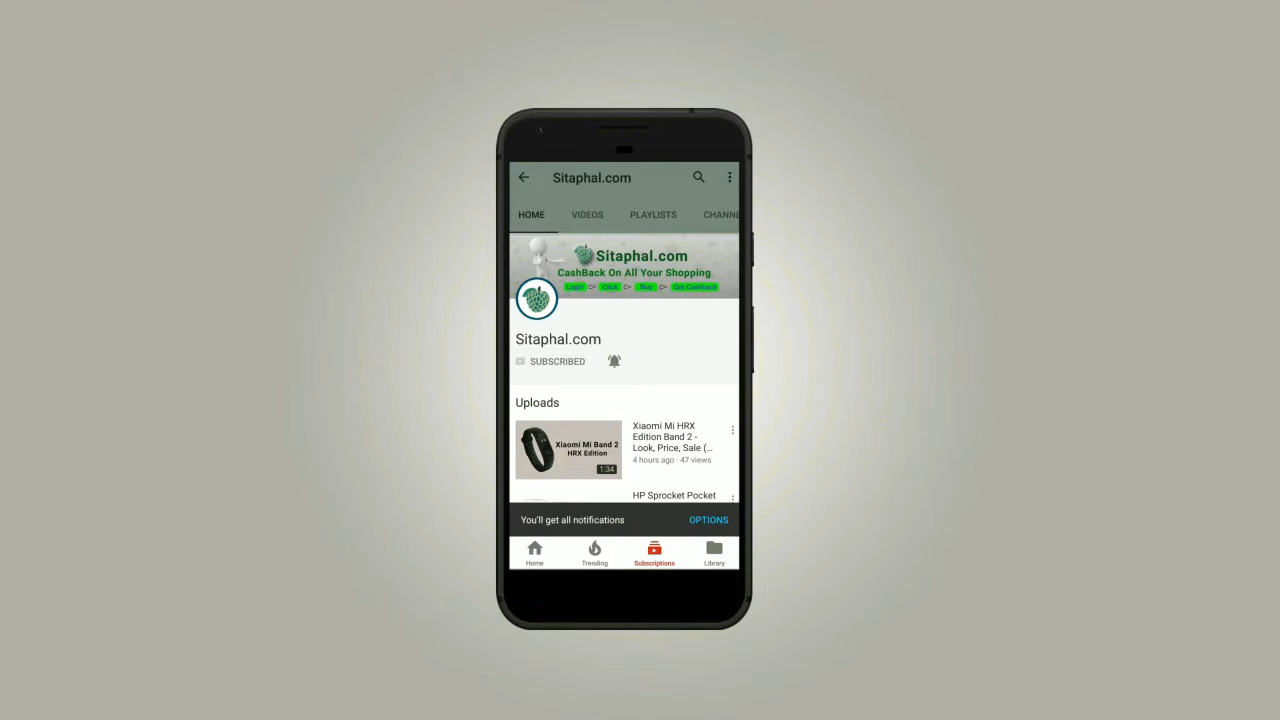 Sitaphal.com
HOME VIDEOS PLAYLISTS CHANNE
Sitaphal.com
CashBack On All Your Shopping
Login Click Buy Get Cashback
Sitaphal.com
SUBSCRIBED
Uploads
Xiaomi Mi Band 2
HRX Edition
1:34
Xiaomi Mi HRX
Edition Band 2 -
Look, Price, Sale (...
4 hours ago · 47 views
HP Sprocket Pocket
You'll get all notifications OPTIONS
Home Trending Subscriptions Library